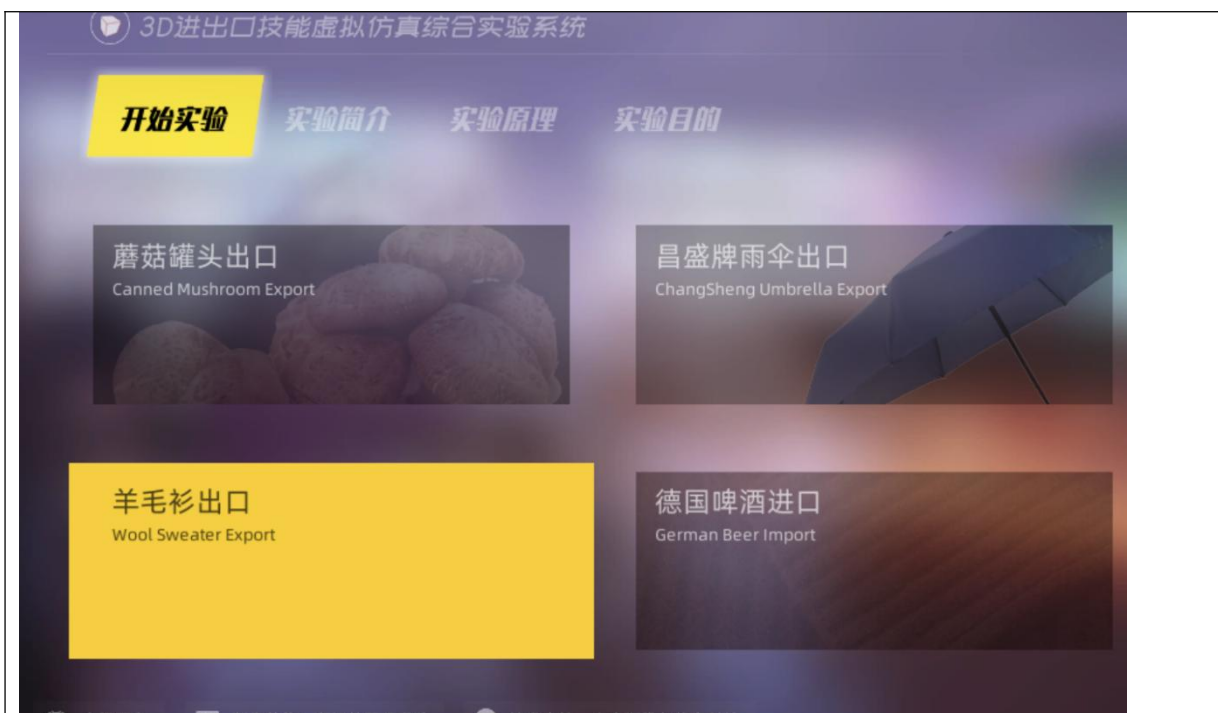 3D进出口技能虚拟仿真综合实验系统
开始实验 实验简介 实验原理 实验目的
蘑菇罐头出口
Canned Mushroom Export
昌盛牌雨伞出口
ChangSheng Umbrella Export
羊毛衫出口
Wool Sweater Export
德国啤酒进口
German Beer Import